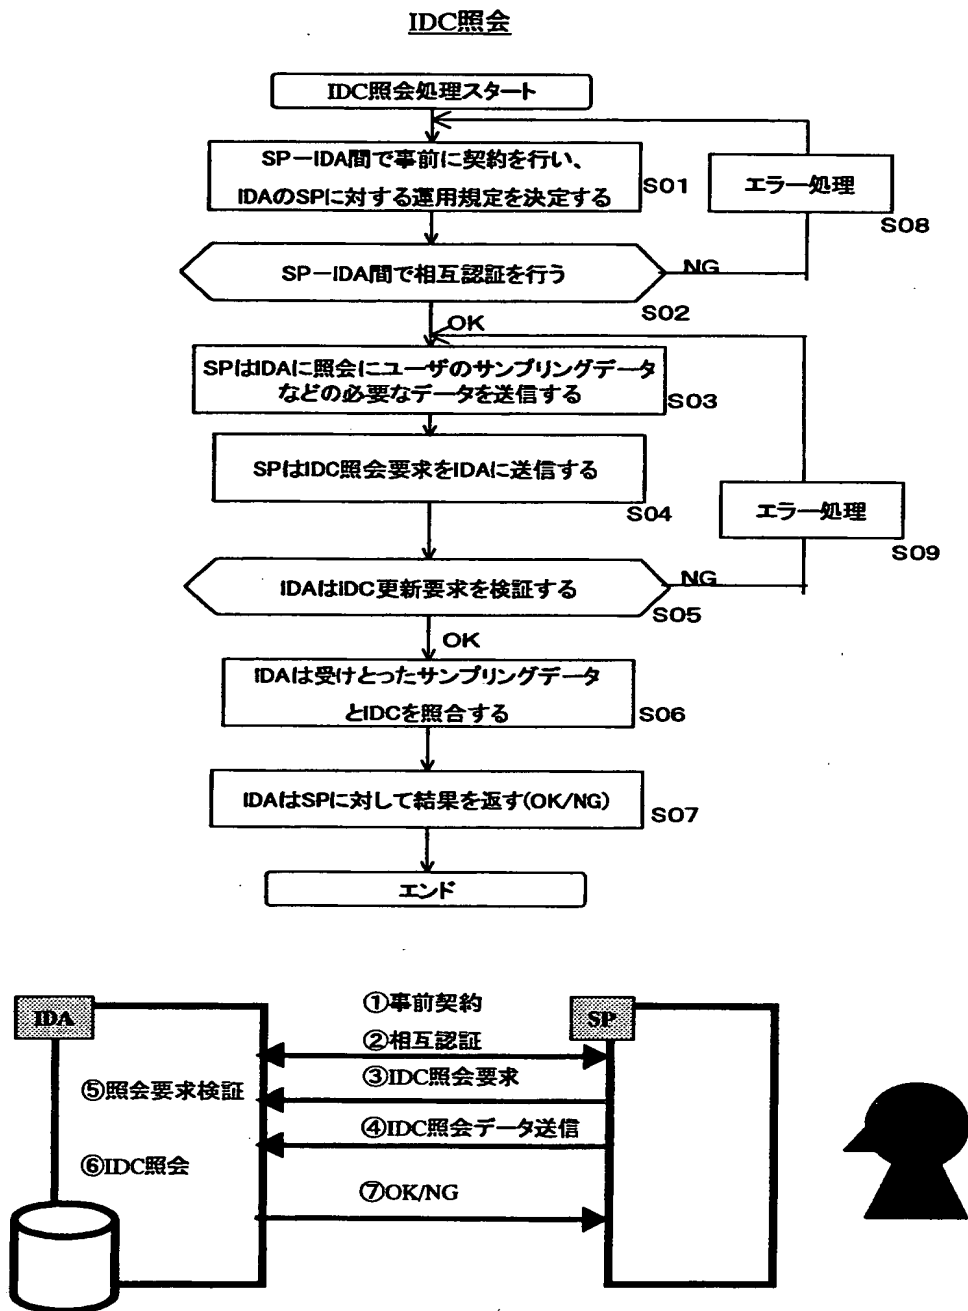 IDC照会
IDC照会処理スタート
SP－IDA間で事前に契約を行い、
IDAのSPに対する運用規定を決定する
S01
エラー処理
S08
SP－IDA間で相互認証を行う
NG
S02
OK
SPはIDAに照会にユーザのサンプリングデータ
などの必要なデータを送信する
S03
SPはIDC照会要求をIDAに送信する
S04
エラー処理
S09
IDAはIDC更新要求を検証する
NG
S05
OK
IDAは受けとったサンプリングデータ
とIDCを照合する
S06
IDAはSPに対して結果を返す(OK/NG)
S07
エンド
IDA
①事前契約
SP
②相互認証
③IDC照会要求
⑤照会要求検証
④IDC照会データ送信
⑥IDC照会
⑦OK/NG